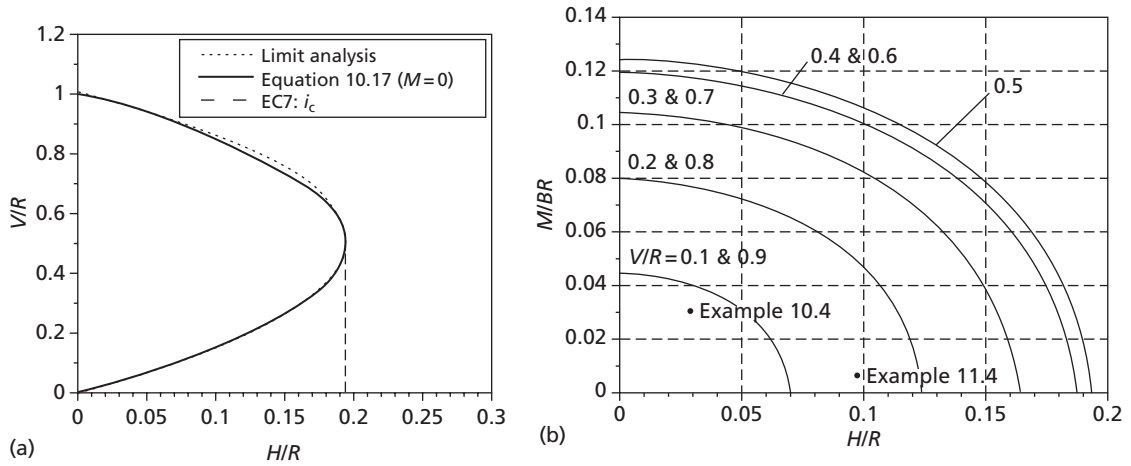 1.2
1
0.8
0.6
0.4
0.2
0
V/R
0
0.05
0.1
0.15
0.2
0.25
0.3
H/R
(a)
Limit analysis
Equation 10.17 (M=0)
EC7: ic
0.14
0.12
0.1
0.08
0.06
0.04
0.02
0
M/BR
0
0.05
0.1
0.15
0.2
H/R
(b)
0.4 & 0.6
0.5
0.3 & 0.7
0.2 & 0.8
V/R=0.1 & 0.9
Example 10.4
Example 11.4